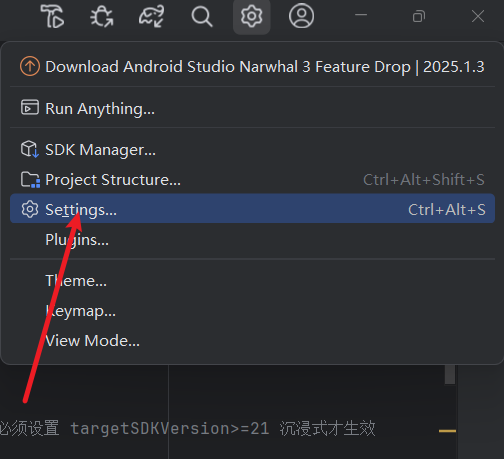 Download Android Studio Narwhal 3 Feature Drop | 2025.1.3
Run Anything...
SDK Manager...
Project Structure... Ctrl+Alt+Shift+S
Settings... Ctrl+Alt+S
Plugins...
Theme...
Keymap...
View Mode...
必须设置 targetSDKVersion>=21 沉浸式才生效